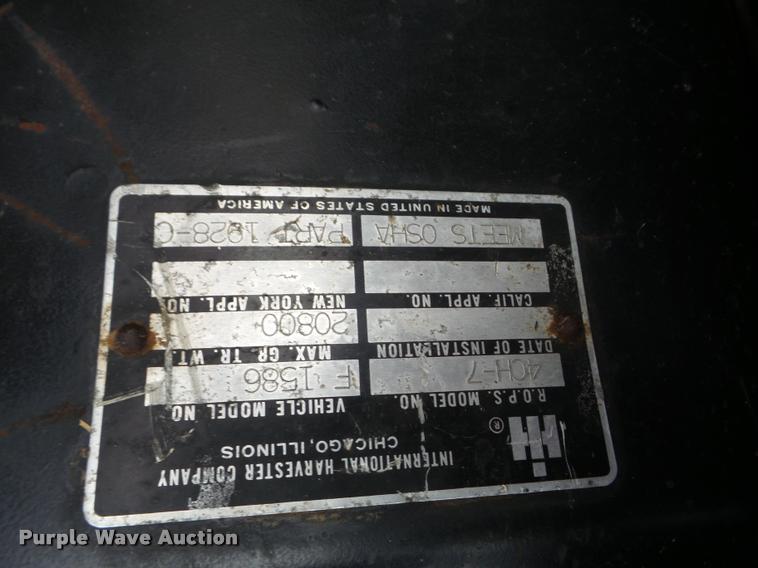 INTERNATIONAL HARVESTER COMPANY
CHICAGO, ILLINOIS
IH ®
R.O.P.S. MODEL NO. VEHICLE MODEL NO.
4CH-7 F 1586
DATE OF INSTALLATION MAX. GR. TR. WT.
20800
CALIF. APPL. NO. NEW YORK APPL. NO.
MEETS OSHA PART 1928-C
MADE IN UNITED STATES OF AMERICA
Purple Wave Auction